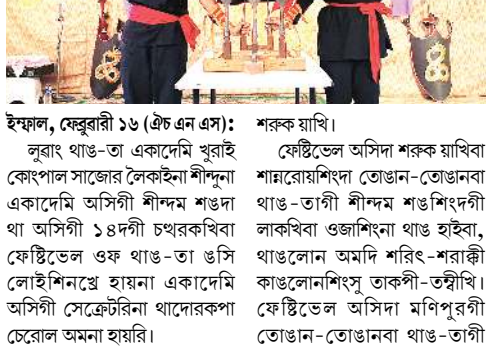 ইম্ফাল, ফেব্রুৱারী ১৬ (ঐচ এন এস):
লুৱাং থাঙ-তা একাদেমি খুরাই
কোংপাল সাজোর লৈকাইনা শীন্দুনা
একাদেমি অসিগী শীন্দম শঙদা
থা অসিগী ১৪দগী চত্থরকখিবা
ফেষ্টিভেল ওফ থাঙ-তা ঙসি
লোইশিনখ্রে হায়না একাদেমি
অসিগী সেক্রেটরিনা থাদোরকপা
চেরোল অমনা হায়রি।
শরুক য়াখি।
ফেষ্টিভেল অসিদা শরুক য়াখিবা
শান্নরোয়শিংদা তোঙান-তোঙানবা
থাঙ-তাগী শীন্দম শঙশিংদগী
লাকখিবা ওজাশিংনা থাঙ হাইবা,
থাঙলোন অমদি শরিৎ-শরাক্কী
কাঙলোনশিংসু তাকপী-তম্বীখি।
ফেষ্টিভেল অসিদা মণিপুরগী
তোঙান-তোঙানবা থাঙ-তাগী